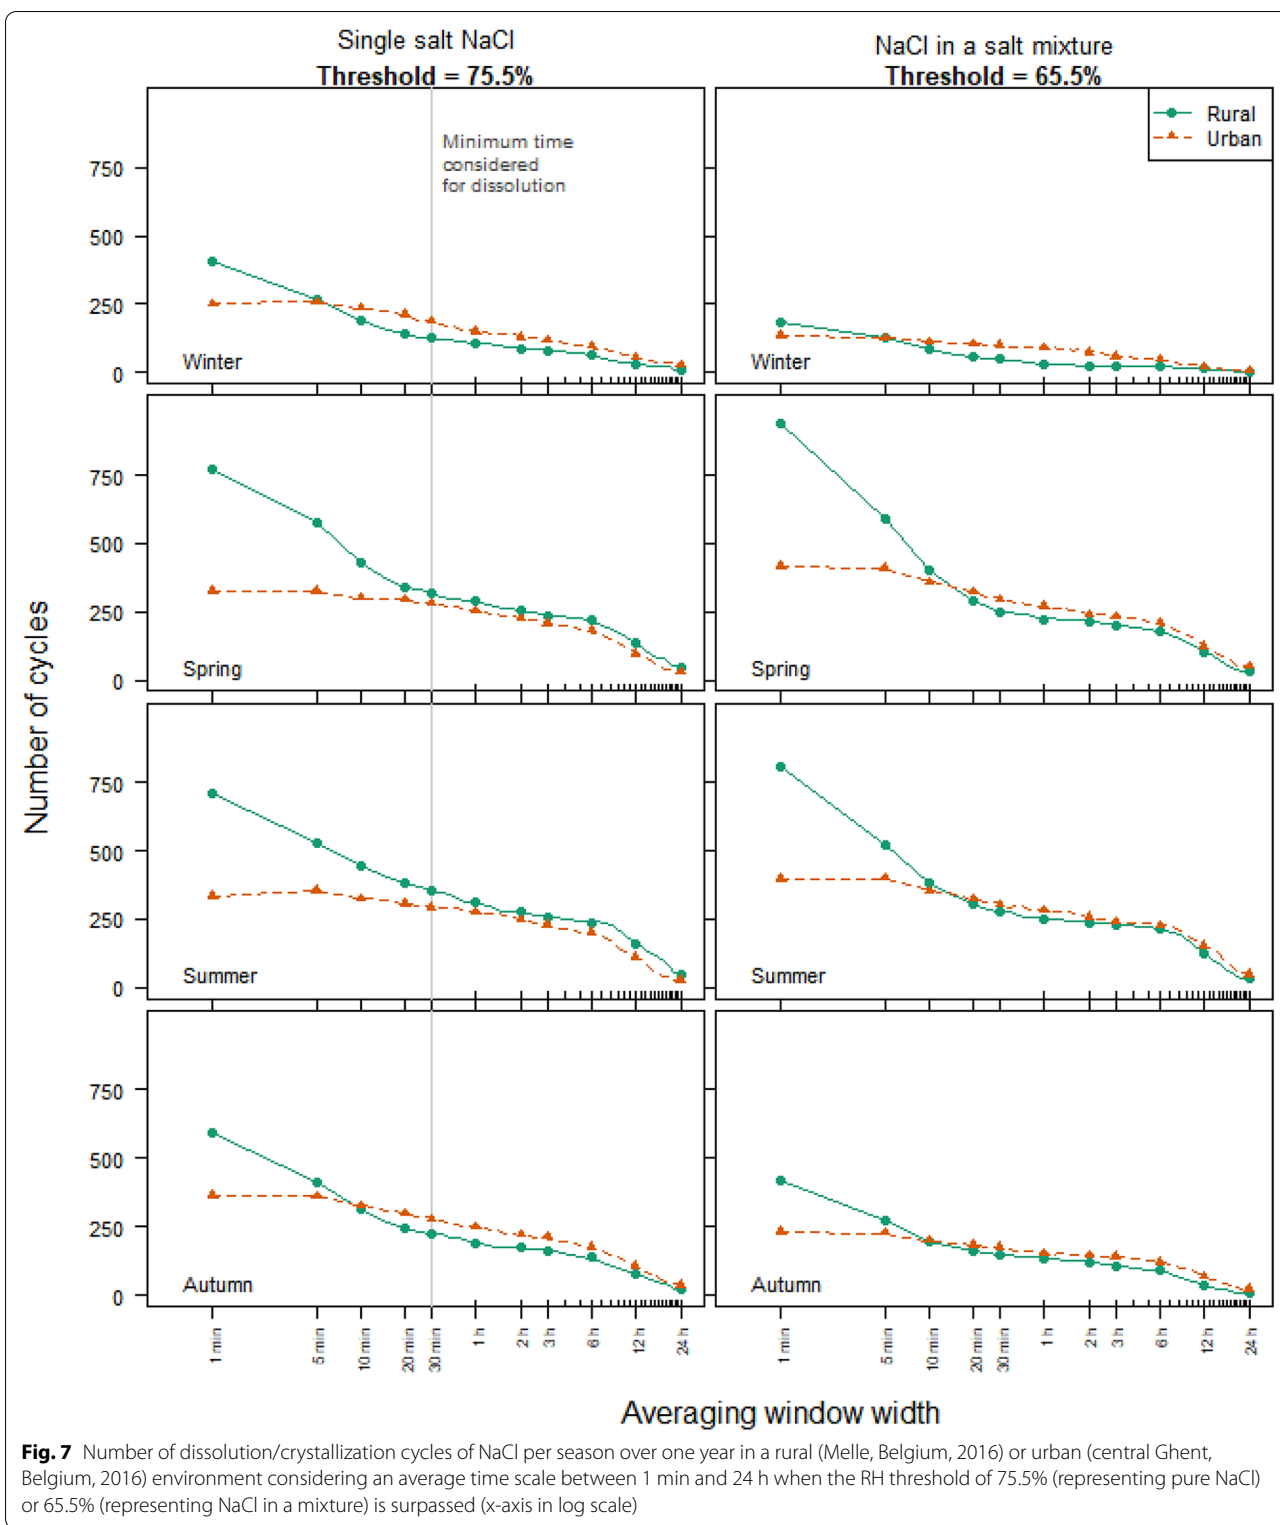 Single salt NaCl
Threshold = 75.5%
NaCl in a salt mixture
Threshold = 65.5%
Rural
Urban
Minimum time
considered
for dissolution
750
500
250
0
Winter
Winter
750
500
250
0
Spring
Spring
750
500
250
0
Summer
Summer
750
500
250
0
Autumn
Autumn
Number of cycles
1 min
5 min
10 min
20 min
30 min
1 h
2 h
3 h
6 h
12 h
24 h
1 min
5 min
10 min
20 min
30 min
1 h
2 h
3 h
6 h
12 h
24 h
Averaging window width
Fig. 7 Number of dissolution/crystallization cycles of NaCl per season over one year in a rural (Melle, Belgium, 2016) or urban (central Ghent,
Belgium, 2016) environment considering an average time scale between 1 min and 24 h when the RH threshold of 75.5% (representing pure NaCl)
or 65.5% (representing NaCl in a mixture) is surpassed (x-axis in log scale)